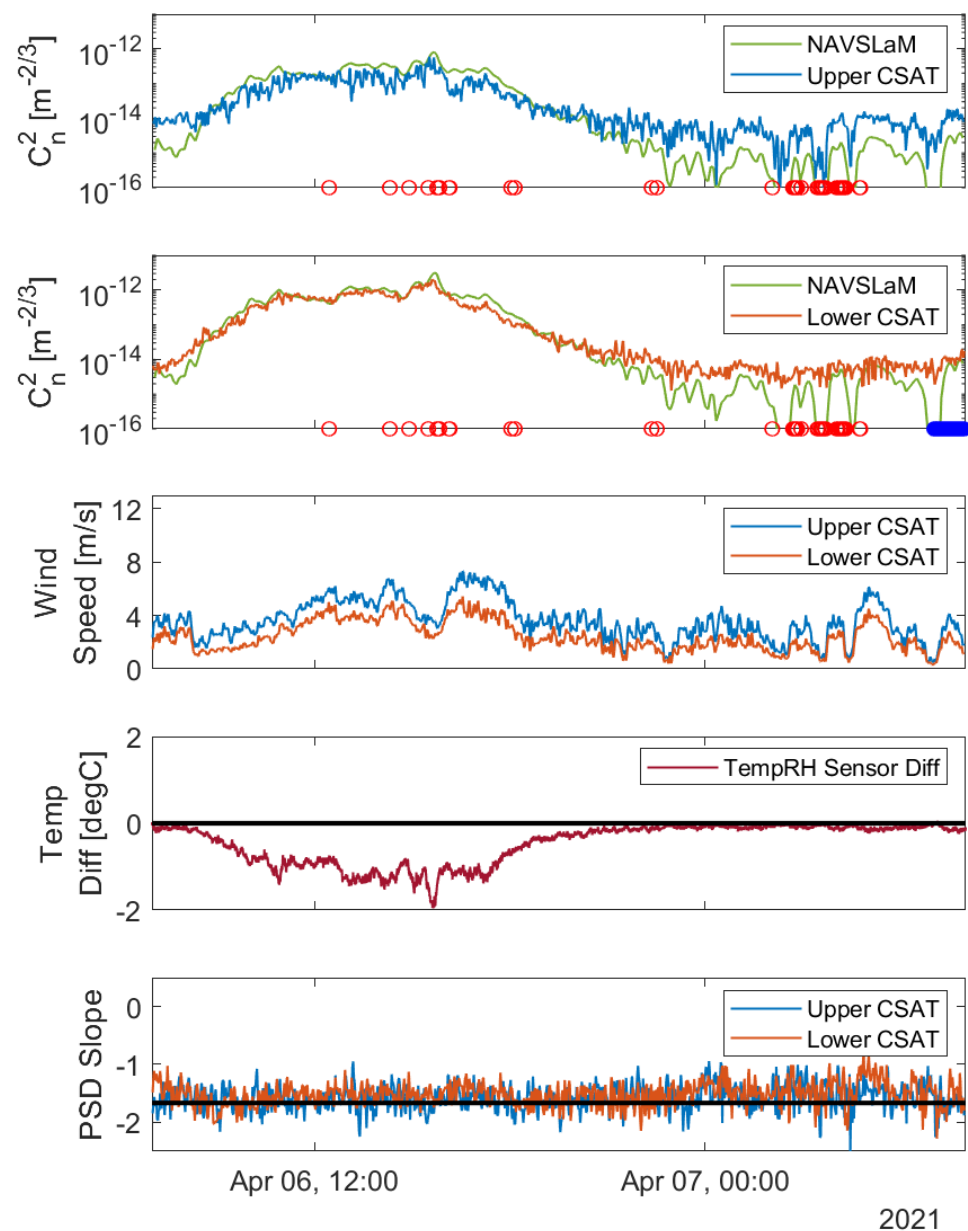 10^-12
10^-14
10^-16
C_n^2 [m^-2/3]
NAVSLaM
Upper CSAT
10^-12
10^-14
10^-16
C_n^2 [m^-2/3]
NAVSLaM
Lower CSAT
12
8
4
0
Wind
Speed [m/s]
Upper CSAT
Lower CSAT
2
0
-2
Temp
Diff [degC]
TempRH Sensor Diff
0
-1
-2
PSD Slope
Upper CSAT
Lower CSAT
Apr 06, 12:00
Apr 07, 00:00
2021